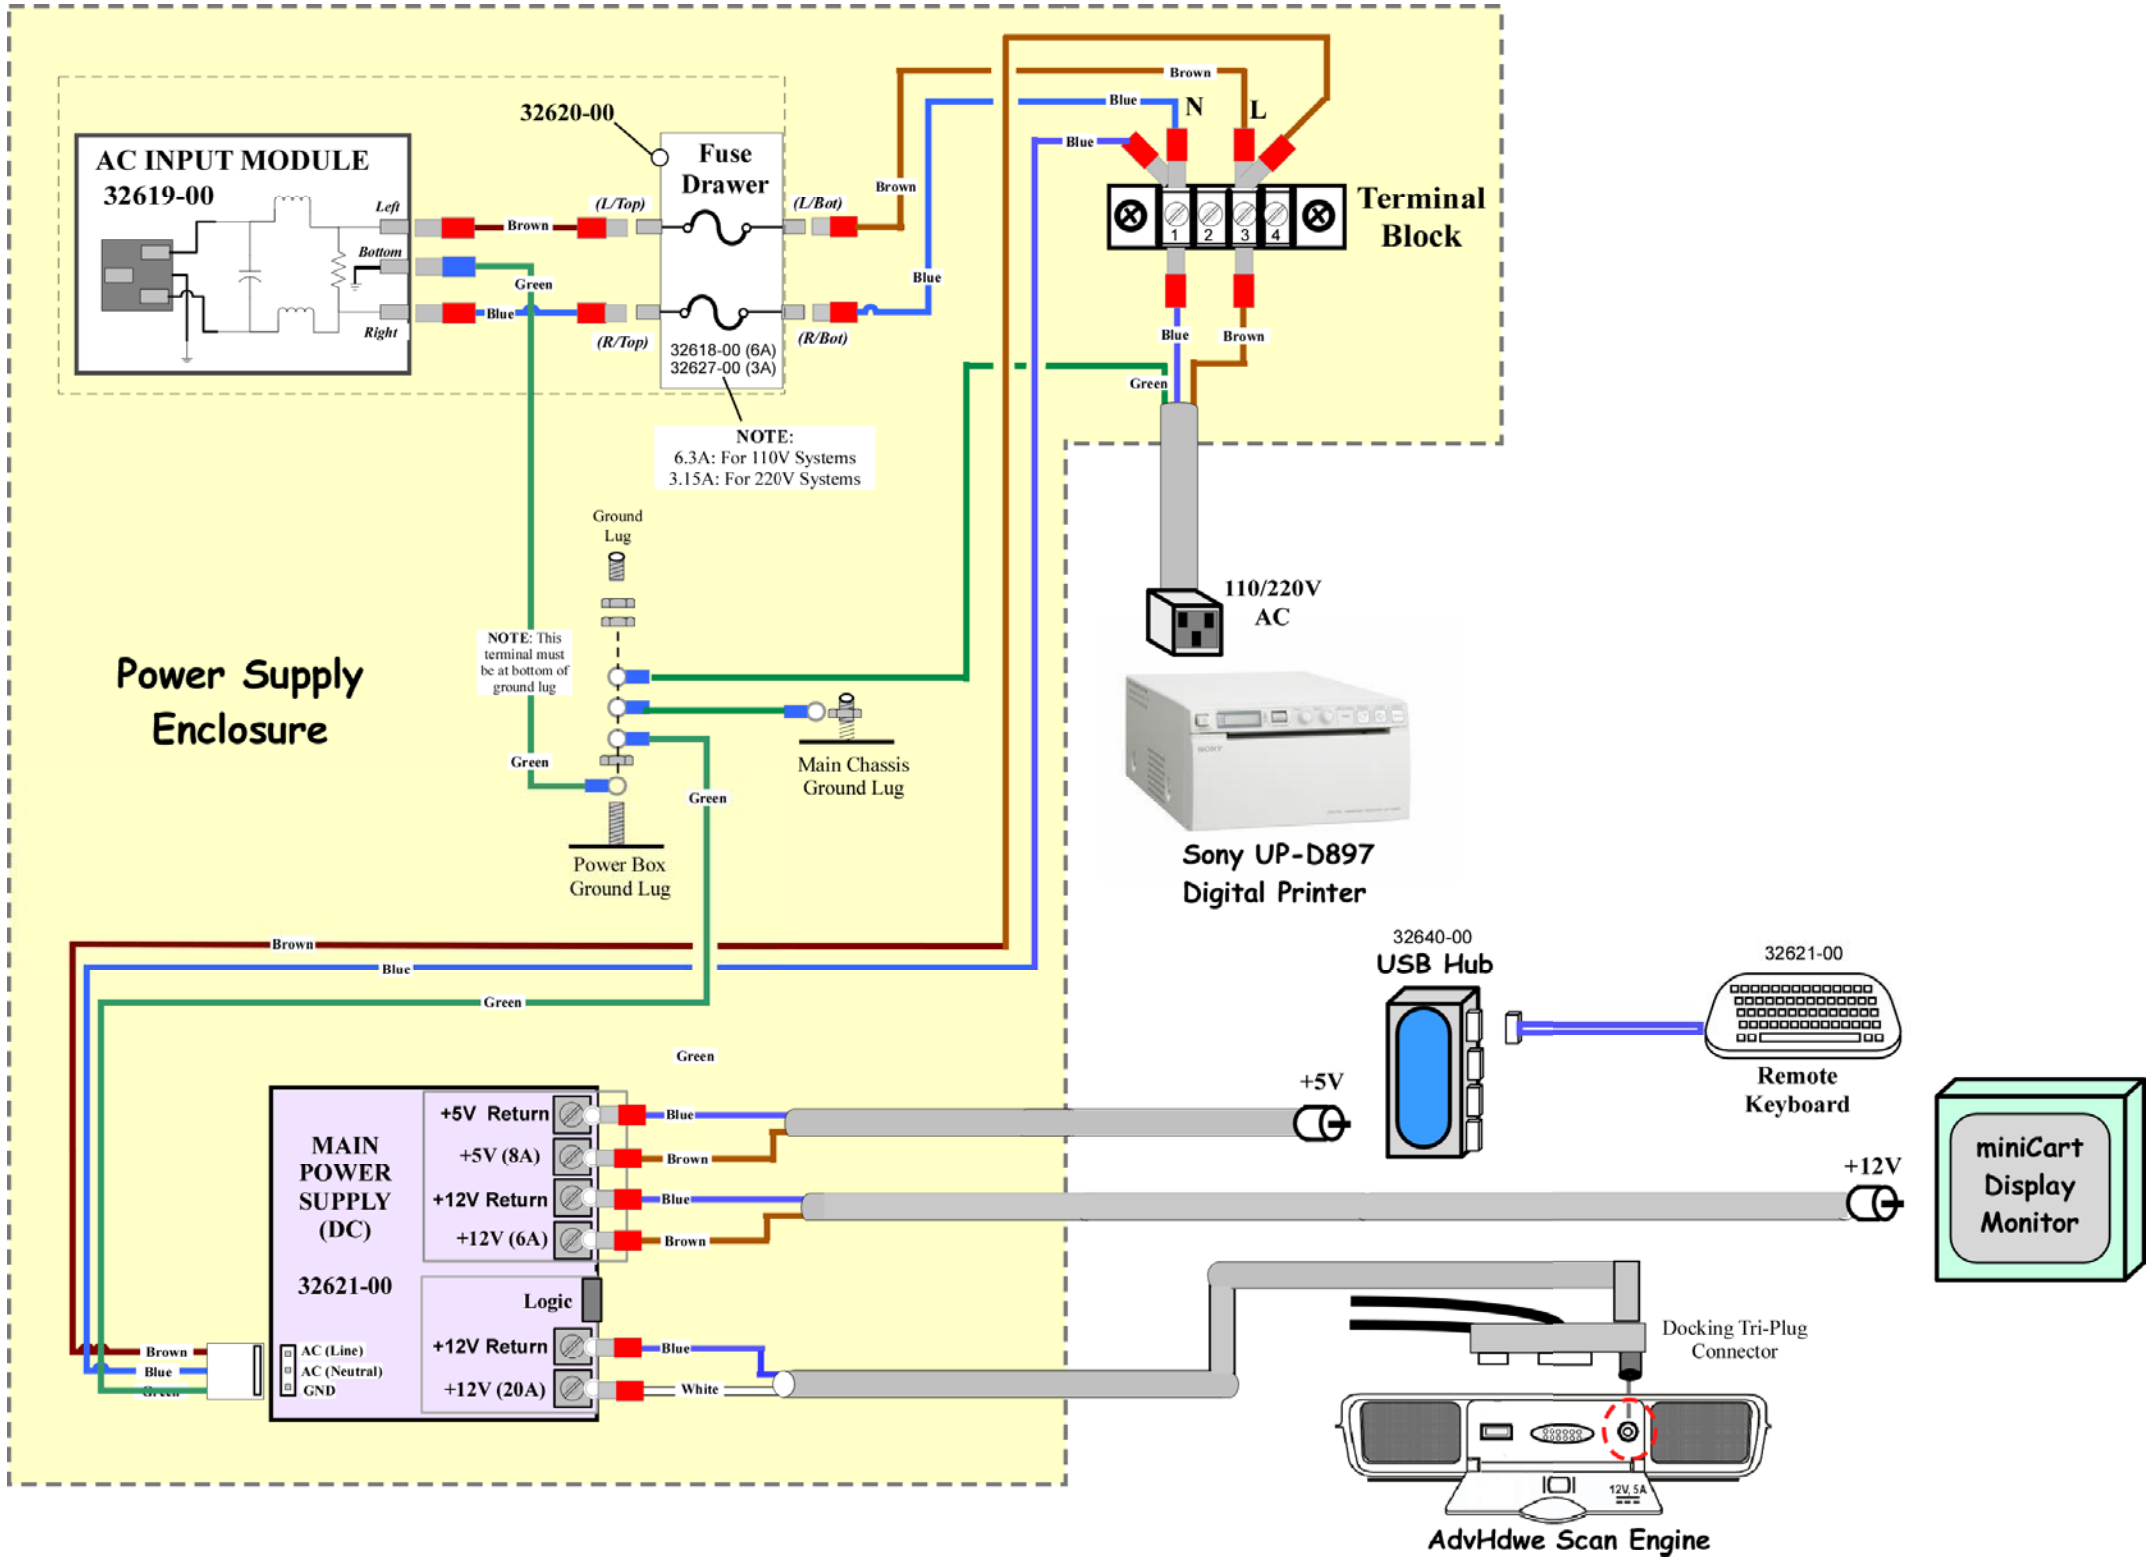 32620-00
Fuse
Drawer
AC INPUT MODULE
32619-00
Left
Bottom
Right
Brown
Green
Blue
(L/Top)
(R/Top)
(L/Bot)
(R/Bot)
32618-00 (6A)
32627-00 (3A)
NOTE:
6.3A: For 110V Systems
3.15A: For 220V Systems
Brown
Blue
Brown
Blue
Blue
N
L
Terminal
Block
1
2
3
4
Blue
Brown
Green
110/220V
AC
SONY
Sony UP-D897
Digital Printer
Ground
Lug
NOTE: This
terminal must
be at bottom of
ground lug
Green
Green
Main Chassis
Ground Lug
Power Box
Ground Lug
Power Supply
Enclosure
Brown
Blue
Green
Green
32640-00
USB Hub
32621-00
Remote
Keyboard
+5V
+12V
miniCart
Display
Monitor
MAIN
POWER
SUPPLY
(DC)
32621-00
+5V Return
+5V (8A)
+12V Return
+12V (6A)
Logic
+12V Return
+12V (20A)
Blue
Brown
Blue
Brown
Blue
White
Brown
Blue
Green
AC (Line)
AC (Neutral)
GND
Docking Tri-Plug
Connector
12V, 5A
AdvHdwe Scan Engine